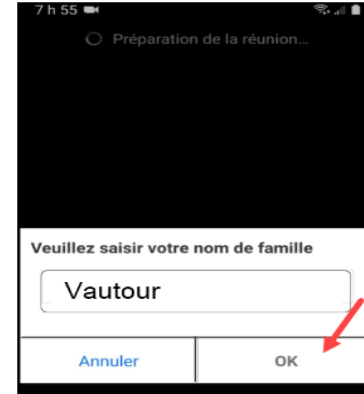 7 h 55
Préparation de la réunion...
Veuillez saisir votre nom de famille
Vautour
Annuler OK